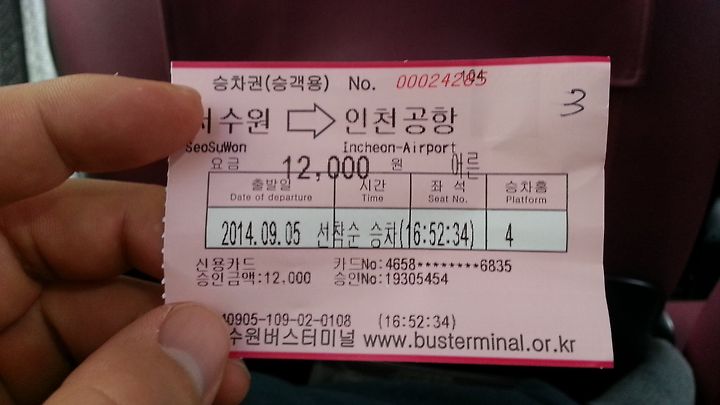 승차권(승객용) No. 00024285 104
3
서수원 ⇨ 인천공항
SeoSuWon Incheon-Airport
요금 12,000 원 어른
출발일 시간 좌석 승차홈
Date of departure Time Seat No. Platform
2014.09.05 선착순 승차(16:52:34) 4
신용카드 카드No:4658********6835
승인금액:12.000 승인No:19305454
40905-109-02-0108 (16:52:34)
수원버스터미널 www.busterminal.or.kr